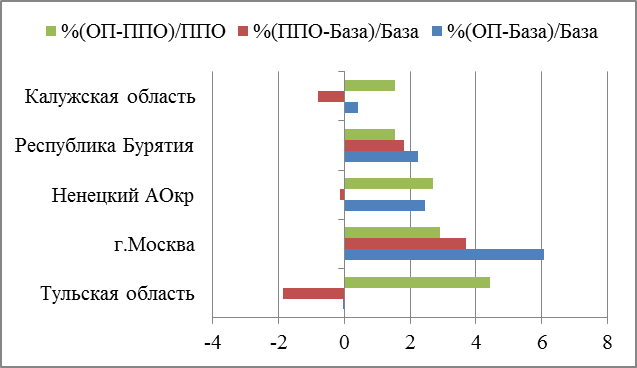 %(ОП-ППО)/ППО %(ППО-База)/База %(ОП-База)/База
Калужская область
Республика Бурятия
Ненецкий АОкр
г.Москва
Тульская область
-4 -2 0 2 4 6 8